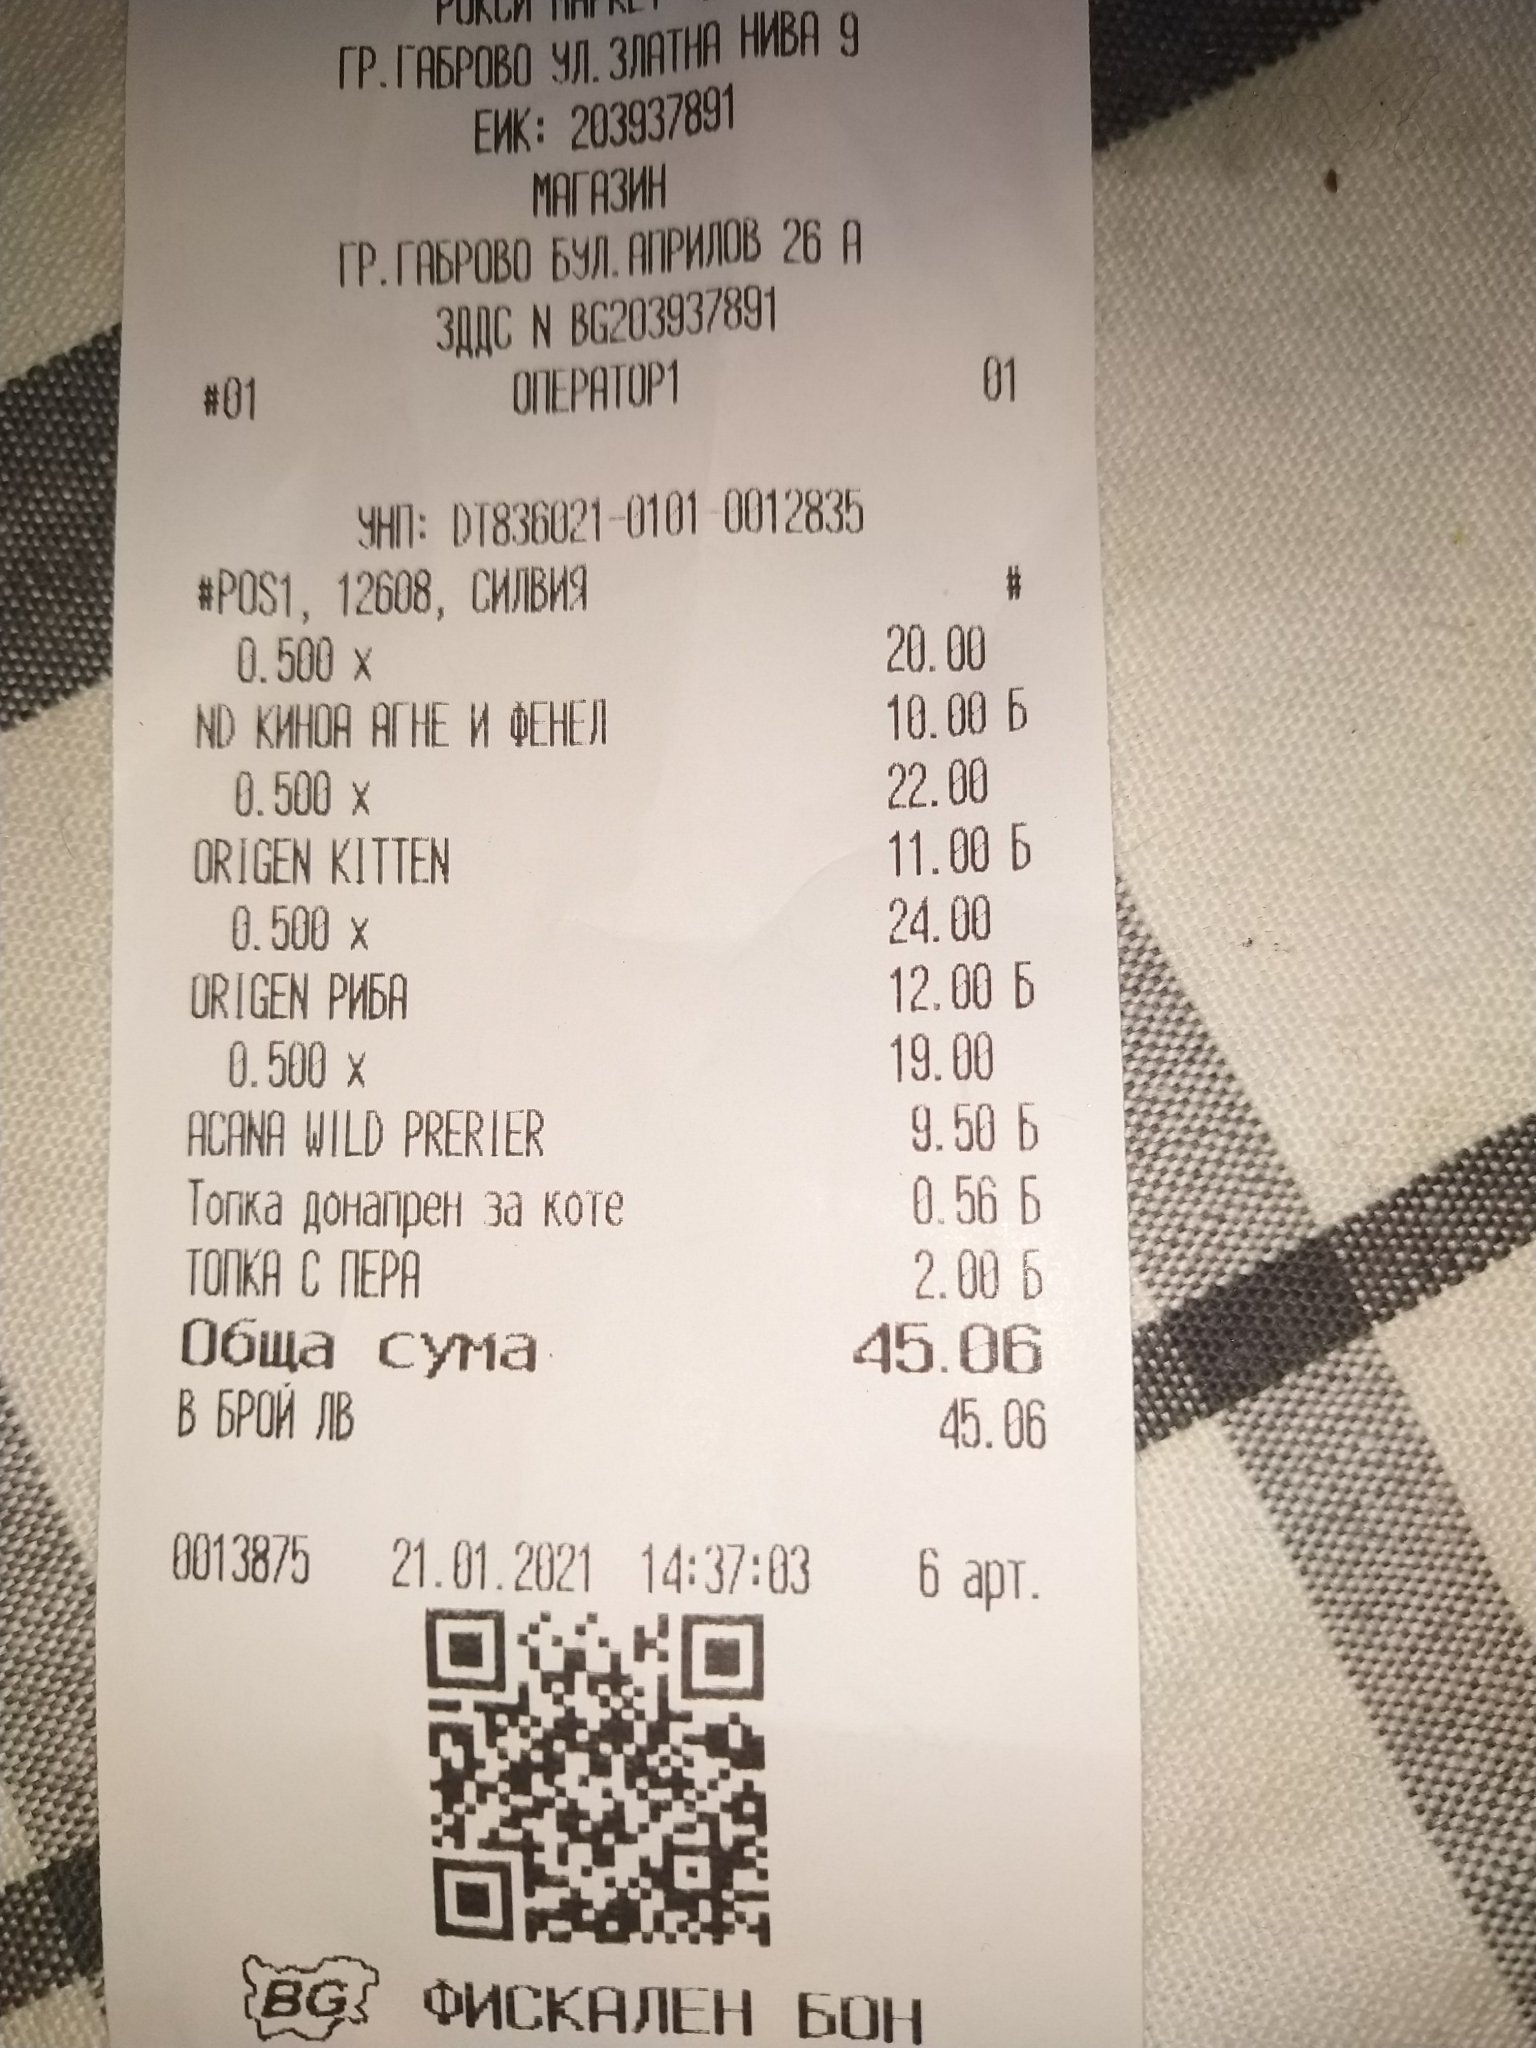 РОКСИ МАРКЕТ
ГР.ГАБРОВО УЛ.ЗЛАТНА НИВА 9
ЕИК: 203937891
МАГАЗИН
ГР.ГАБРОВО БУЛ.АПРИЛОВ 26 А
ЗДДС N BG203937891
#01 ОПЕРАТОР1 01
УНП: DT836021-0101-0012835
#POS1, 12608, СИЛВИЯ #
0.500 x 20.00
ND КИНОА АГНЕ И ФЕНЕЛ 10.00 Б
0.500 x 22.00
ORIGEN KITTEN 11.00 Б
0.500 x 24.00
ORIGEN РИБА 12.00 Б
0.500 x 19.00
ACANA WILD PRERIER 9.50 Б
Топка донапрен за коте 0.56 Б
ТОПКА С ПЕРА 2.00 Б
Обща сума 45.06
В БРОЙ ЛВ 45.06
0013875 21.01.2021 14:37:03 6 арт.
BG ФИСКАЛЕН БОН